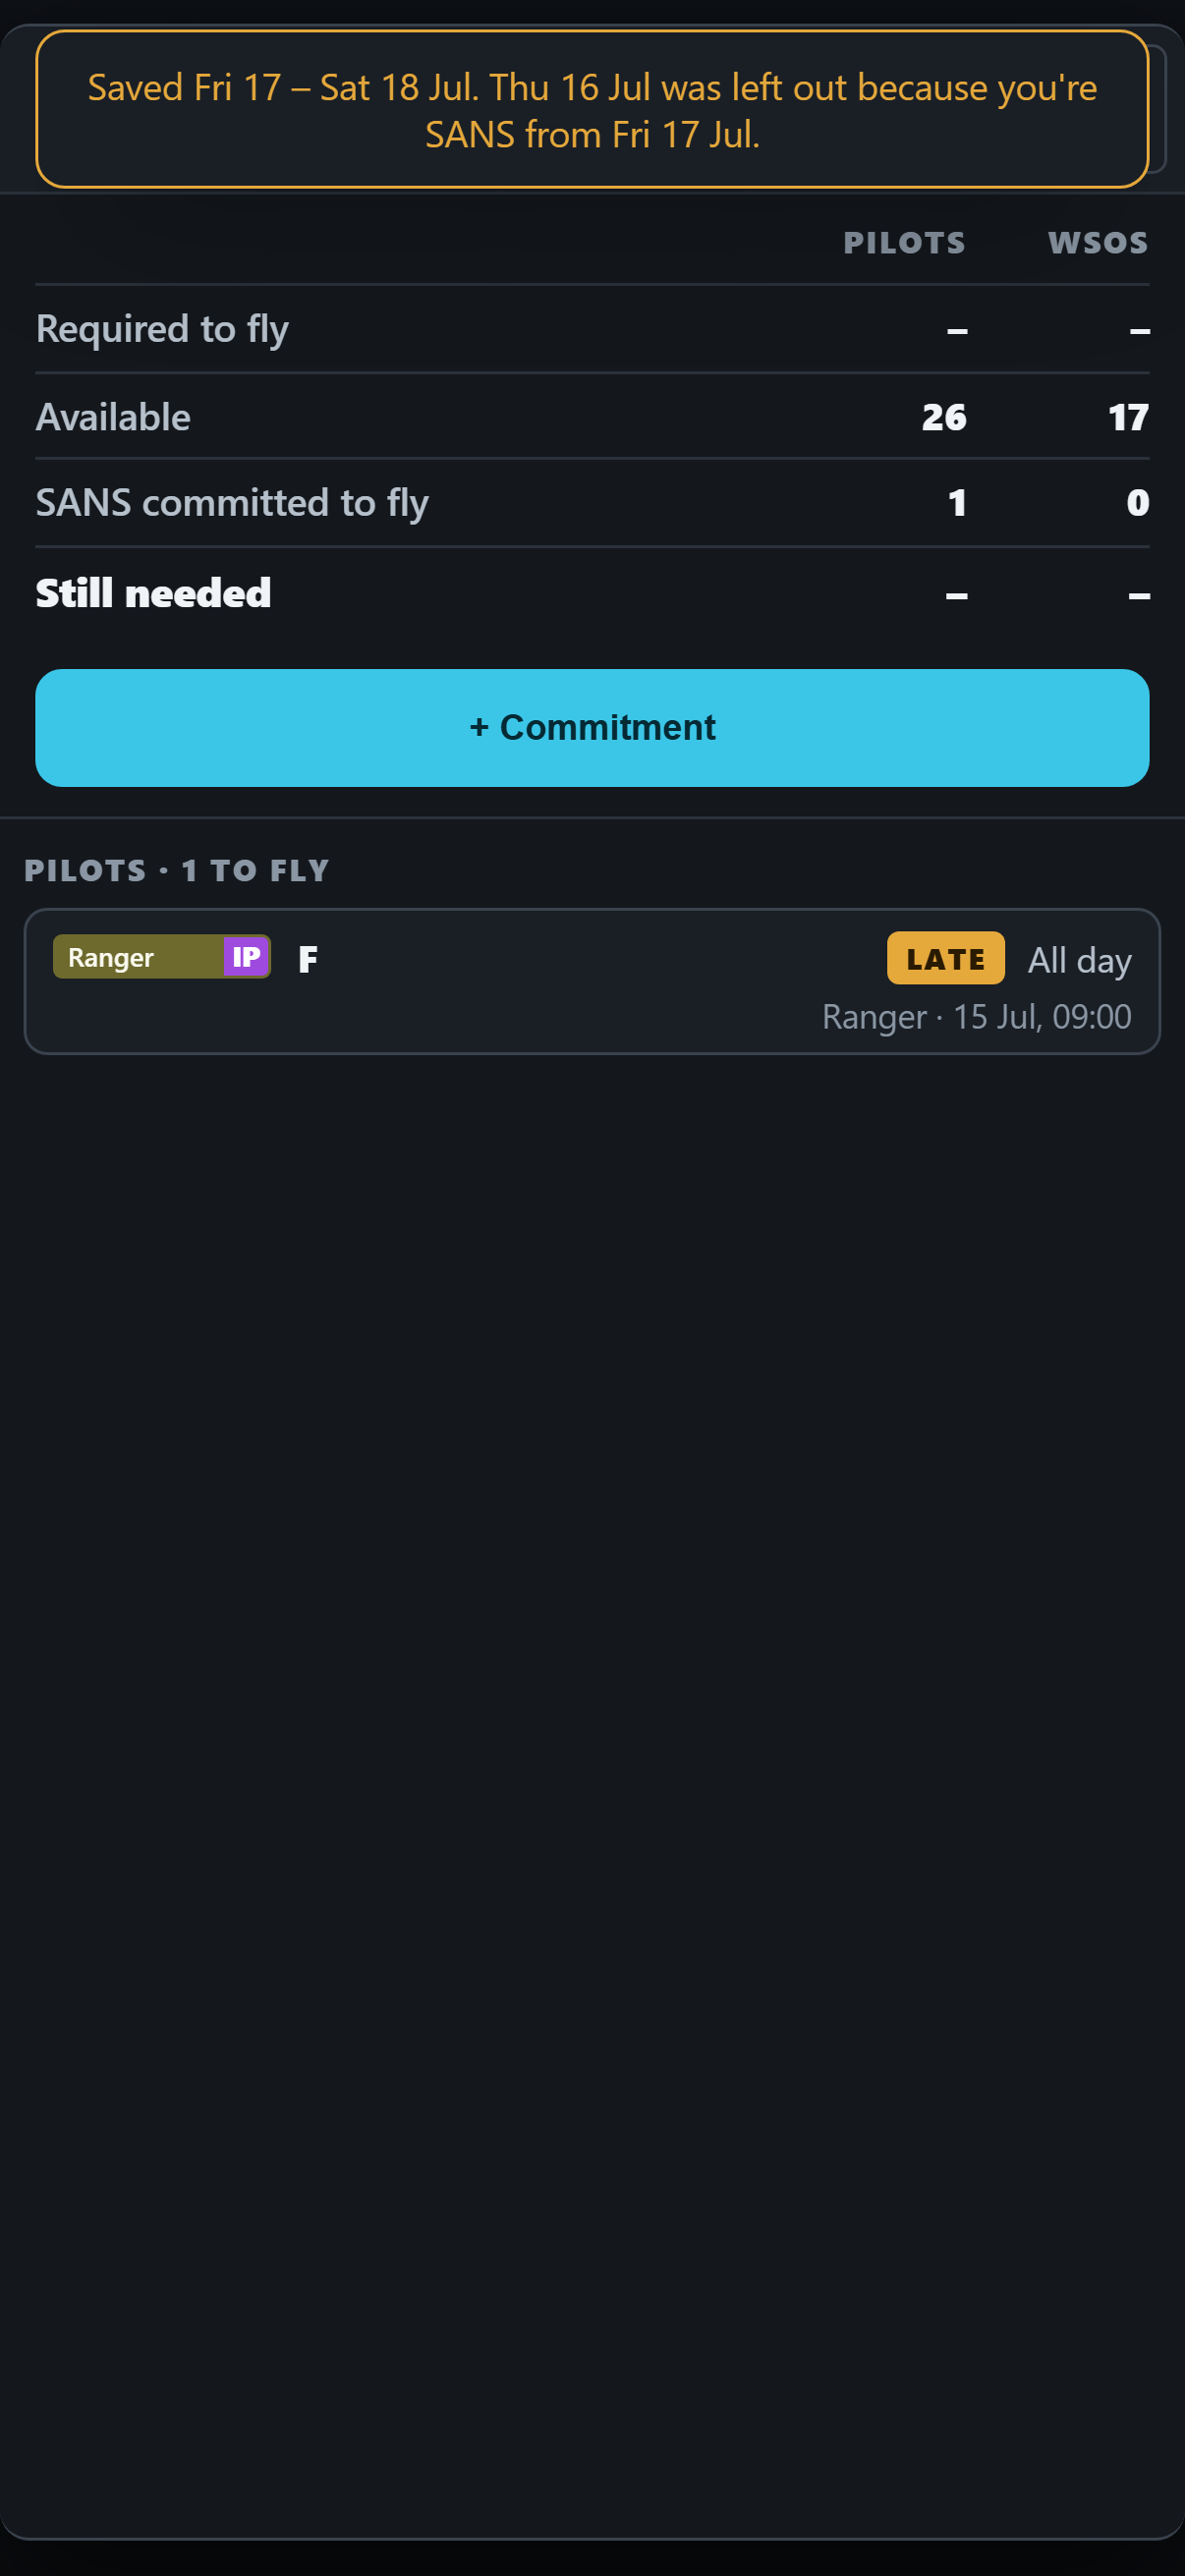 Saved Fri 17 – Sat 18 Jul. Thu 16 Jul was left out because you're
SANS from Fri 17 Jul.
PILOTS WSOS
Required to fly – –
Available 26 17
SANS committed to fly 1 0
Still needed – –
+ Commitment
PILOTS · 1 TO FLY
Ranger IP F LATE All day
Ranger · 15 Jul, 09:00